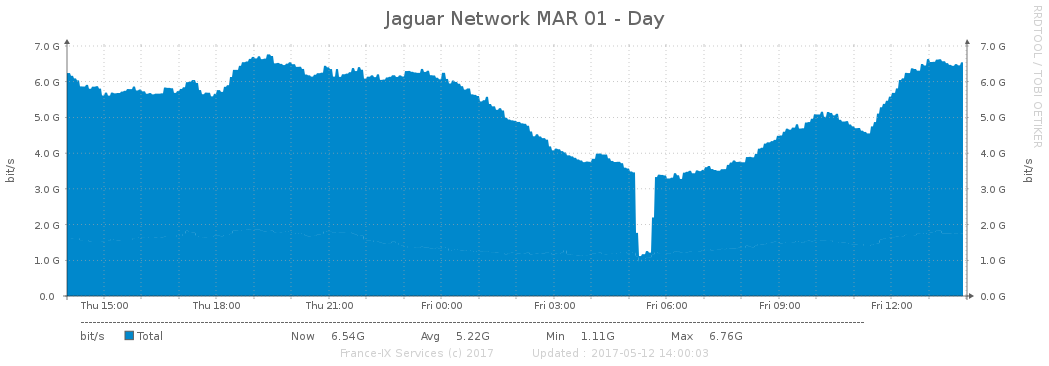 Jaguar Network MAR 01 - Day
RRDTOOL / TOBI OETIKER
7.0 G 7.0 G
6.0 G 6.0 G
5.0 G 5.0 G
4.0 G 4.0 G
bit/s bit/s
3.0 G 3.0 G
2.0 G 2.0 G
1.0 G 1.0 G
0.0 0.0 G
Thu 15:00 Thu 18:00 Thu 21:00 Fri 00:00 Fri 03:00 Fri 06:00 Fri 09:00 Fri 12:00
bit/s Total Now 6.54G Avg 5.22G Min 1.11G Max 6.76G
France-IX Services (c) 2017 Updated : 2017-05-12 14:00:03